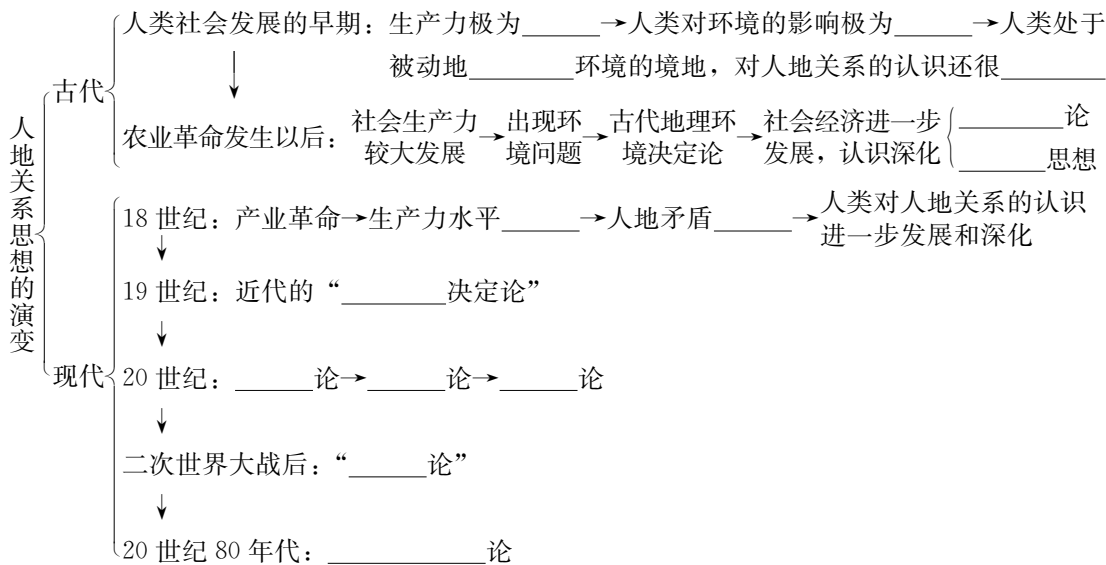 人地关系思想的演变
古代
人类社会发展的早期：生产力极为______→人类对环境的影响极为______→人类处于
被动地________环境的境地，对人地关系的认识还很________
↓
农业革命发生以后：社会生产力较大发展→出现环境问题→古代地理环境决定论→社会经济进一步发展，认识深化
________论
_______思想
现代
18 世纪：产业革命→生产力水平______→人地矛盾______→人类对人地关系的认识
进一步发展和深化
↓
19 世纪：近代的“________决定论”
↓
20 世纪：______论→______论→______论
↓
二次世界大战后：“______论”
↓
20 世纪 80 年代：____________论